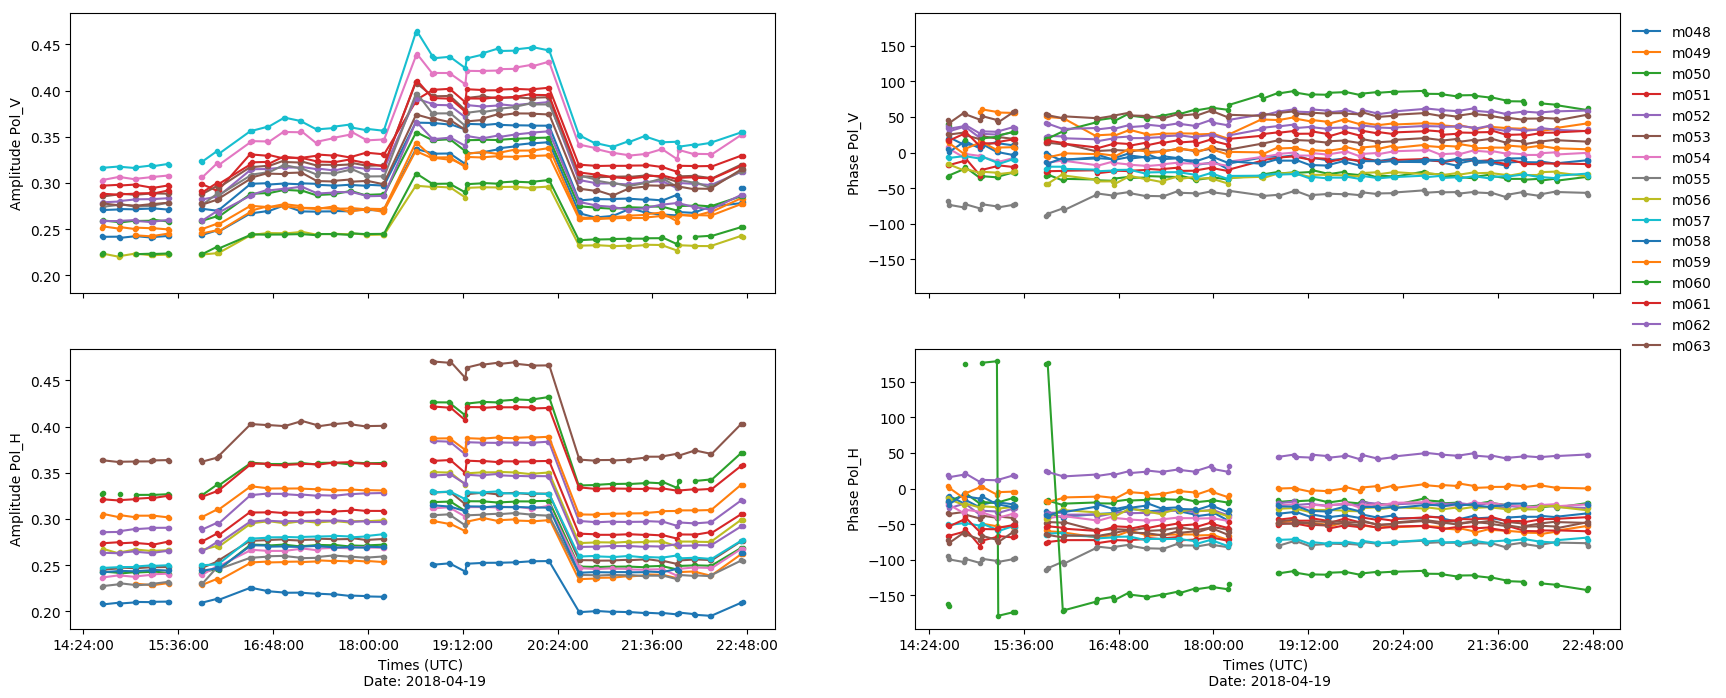 Amplitude Pol_V
0.45
0.40
0.35
0.30
0.25
0.20
Phase Pol_V
150
100
50
0
−50
−100
−150
m048
m049
m050
m051
m052
m053
m054
m055
m056
m057
m058
m059
m060
m061
m062
m063
Amplitude Pol_H
0.45
0.40
0.35
0.30
0.25
0.20
14:24:00 15:36:00 16:48:00 18:00:00 19:12:00 20:24:00 21:36:00 22:48:00
Times (UTC)
Date: 2018-04-19
Phase Pol_H
150
100
50
0
−50
−100
−150
14:24:00 15:36:00 16:48:00 18:00:00 19:12:00 20:24:00 21:36:00 22:48:00
Times (UTC)
Date: 2018-04-19